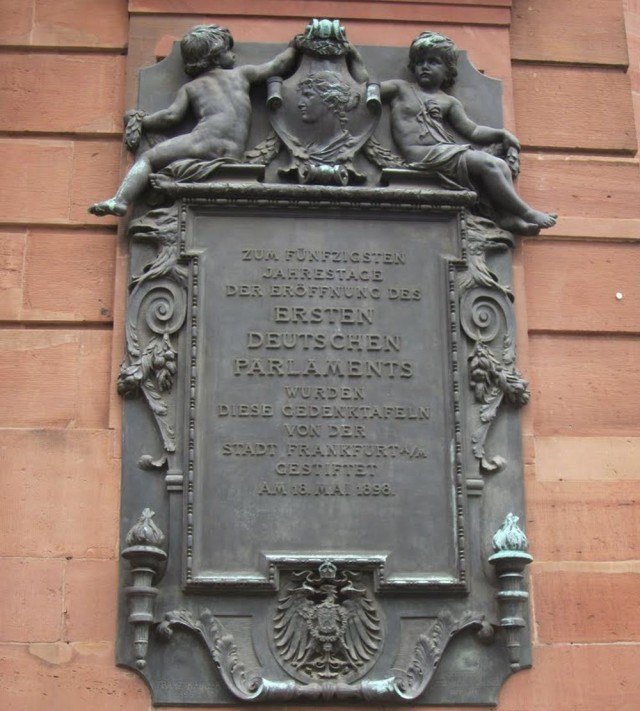 ZUM FÜNFZIGSTEN
JAHRESTAGE
DER ERÖFFNUNG DES
ERSTEN
DEUTSCHEN
PARLAMENTS
WURDEN
DIESE GEDENKTAFELN
VON DER
STADT FRANKFURT A/M
GESTIFTET
AM 18. MAI 1898.